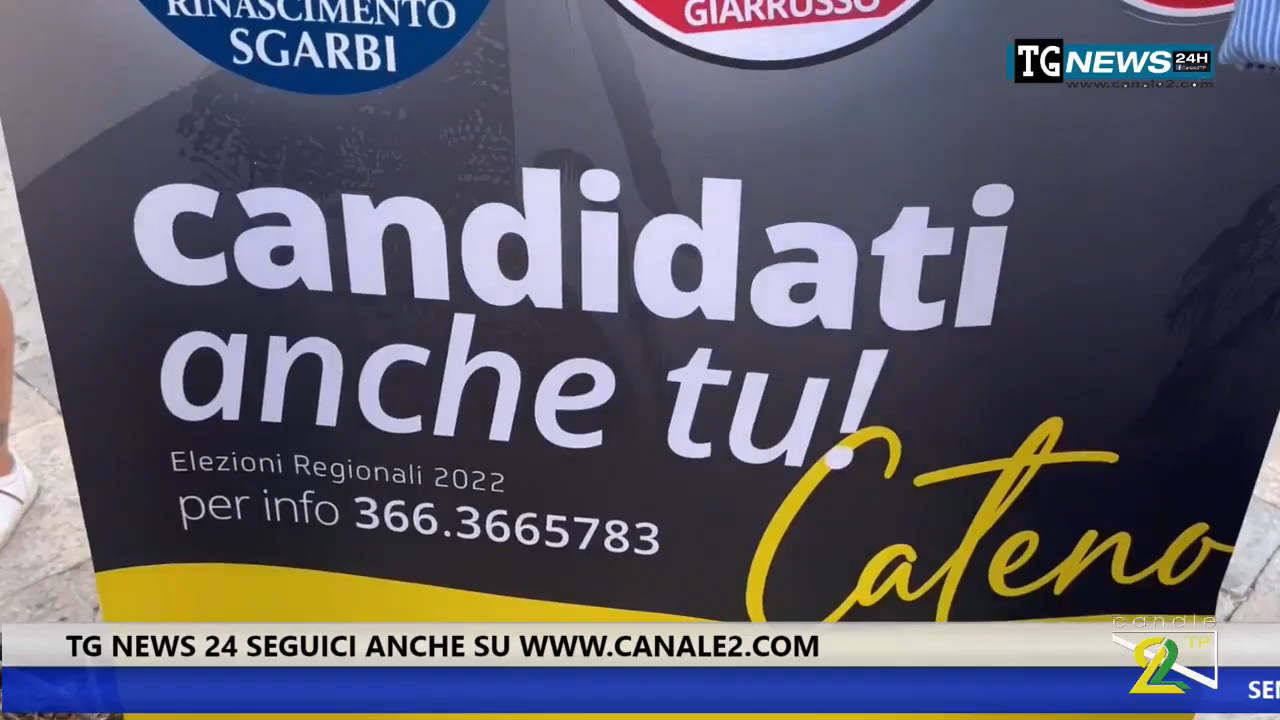 RINASCIMENTO
SGARBI
GIARRUSSO
TG NEWS 24H
www.canale2.com
candidati
anche tu!
Elezioni Regionali 2022
per info 366.3665783
Cateno
TG NEWS 24 SEGUICI ANCHE SU WWW.CANALE2.COM
canale
2 TP